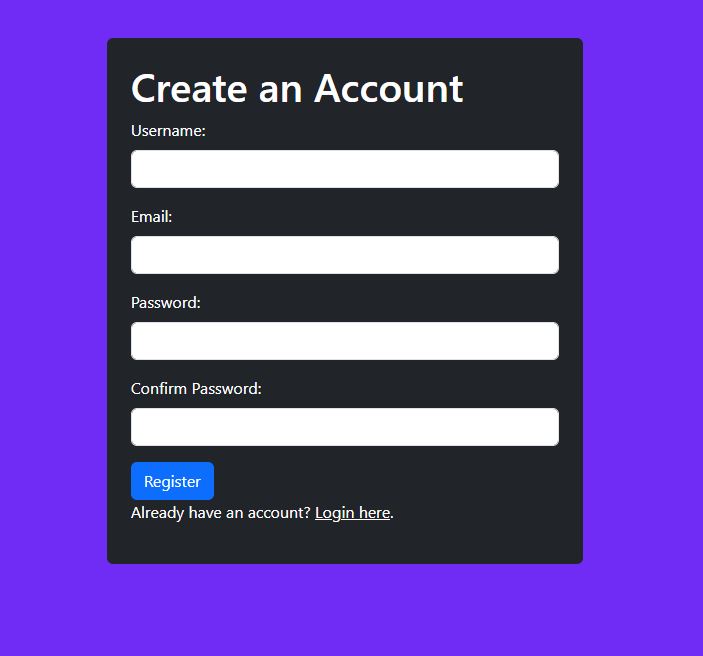 Create an Account
Username:
Email:
Password:
Confirm Password:
Register
Already have an account? Login here.